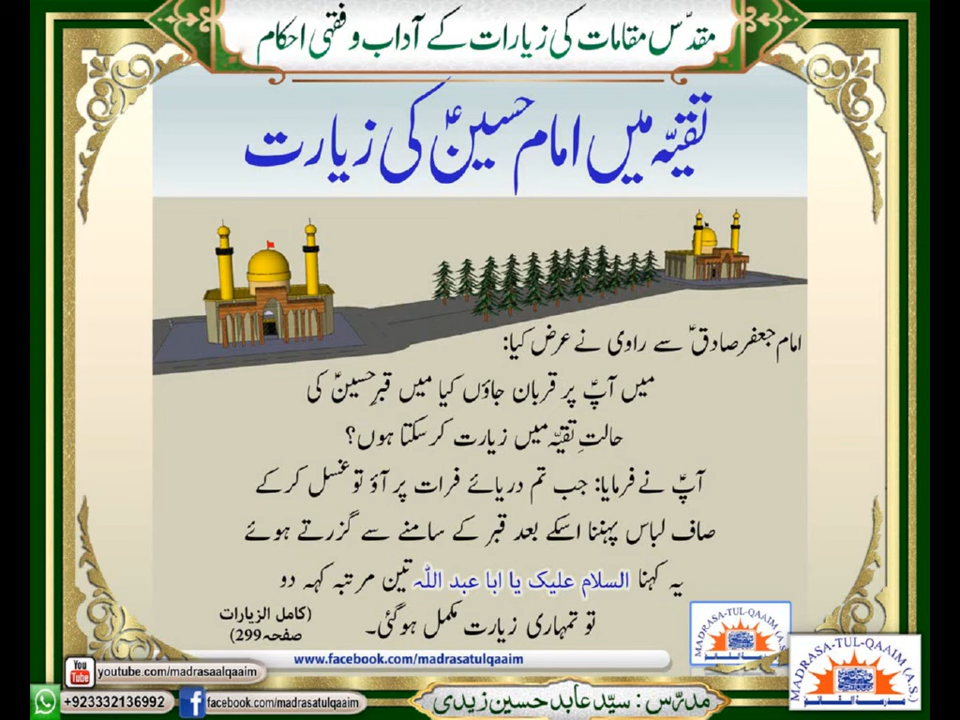 مقدّس مقامات کی زیارات کے آداب و فقہی احکام
تقیّہ میں امام حسینؑ کی زیارت
امام جعفر صادقؑ سے راوی نے عرض کیا:
میں آپؑ پر قربان جاؤں کیا میں قبرِ حسینؑ کی
حالتِ تقیّہ میں زیارت کر سکتا ہوں؟
آپؑ نے فرمایا: جب تم دریائے فرات پر آؤ تو غسل کر کے
صاف لباس پہننا اسکے بعد قبر کے سامنے سے گزرتے ہوئے
یہ کہنا السلام علیک یا ابا عبد اللہ تین مرتبہ کہہ دو
تو تمہاری زیارت مکمل ہوگئی۔
(کامل الزیارات
صفحہ 299)
MADRASA-TUL-QAAIM (A.S.)
www.facebook.com/madrasatulqaaim
MADRASA-TUL-QAAIM (A.S.)
You Tube youtube.com/madrasaalqaaim
+923332136992 facebook.com/madrasatulqaaim
مدرّس : سیّد عابد حسین زیدی